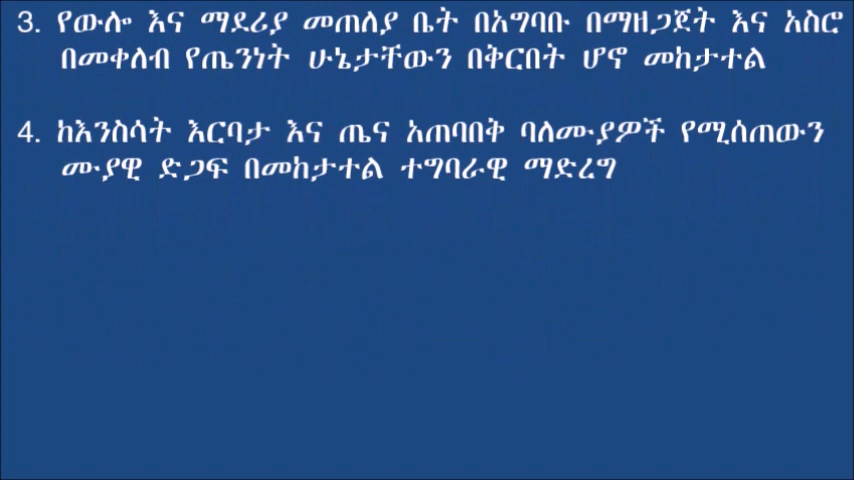 3. የውሎ እና ማደሪያ መጠለያ ቤት በአግባቡ በማዘጋጀት እና አስሮ
በመቀለብ የጤንነት ሁኔታቸውን በቅርበት ሆኖ መከታተል
4. ከእንስሳት እርባታ እና ጤና አጠባበቅ ባለሙያዎች የሚሰጠውን
ሙያዊ ድጋፍ በመከታተል ተግባራዊ ማድረግ